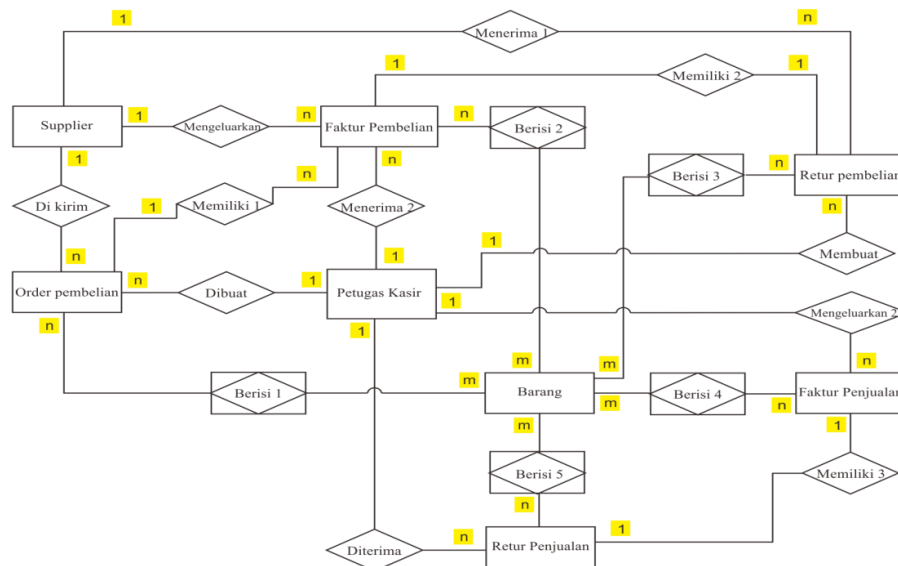 1
Menerima 1
n
1
Memiliki 2
1
Supplier
1
Mengeluarkan
n
Faktur Pembelian
n
Berisi 2
1
n
n
Berisi 3
n
Retur pembelian
Di kirim
1
Memiliki 1
n
Menerima 2
m
n
n
1
1
Membuat
Order pembelian
n
Dibuat
1
Petugas Kasir
1
Mengeluarkan 2
n
1
m
m
n
Berisi 1
m
Barang
m
Berisi 4
n
Faktur Penjualan
m
1
Berisi 5
Memiliki 3
n
Diterima
n
Retur Penjualan
1